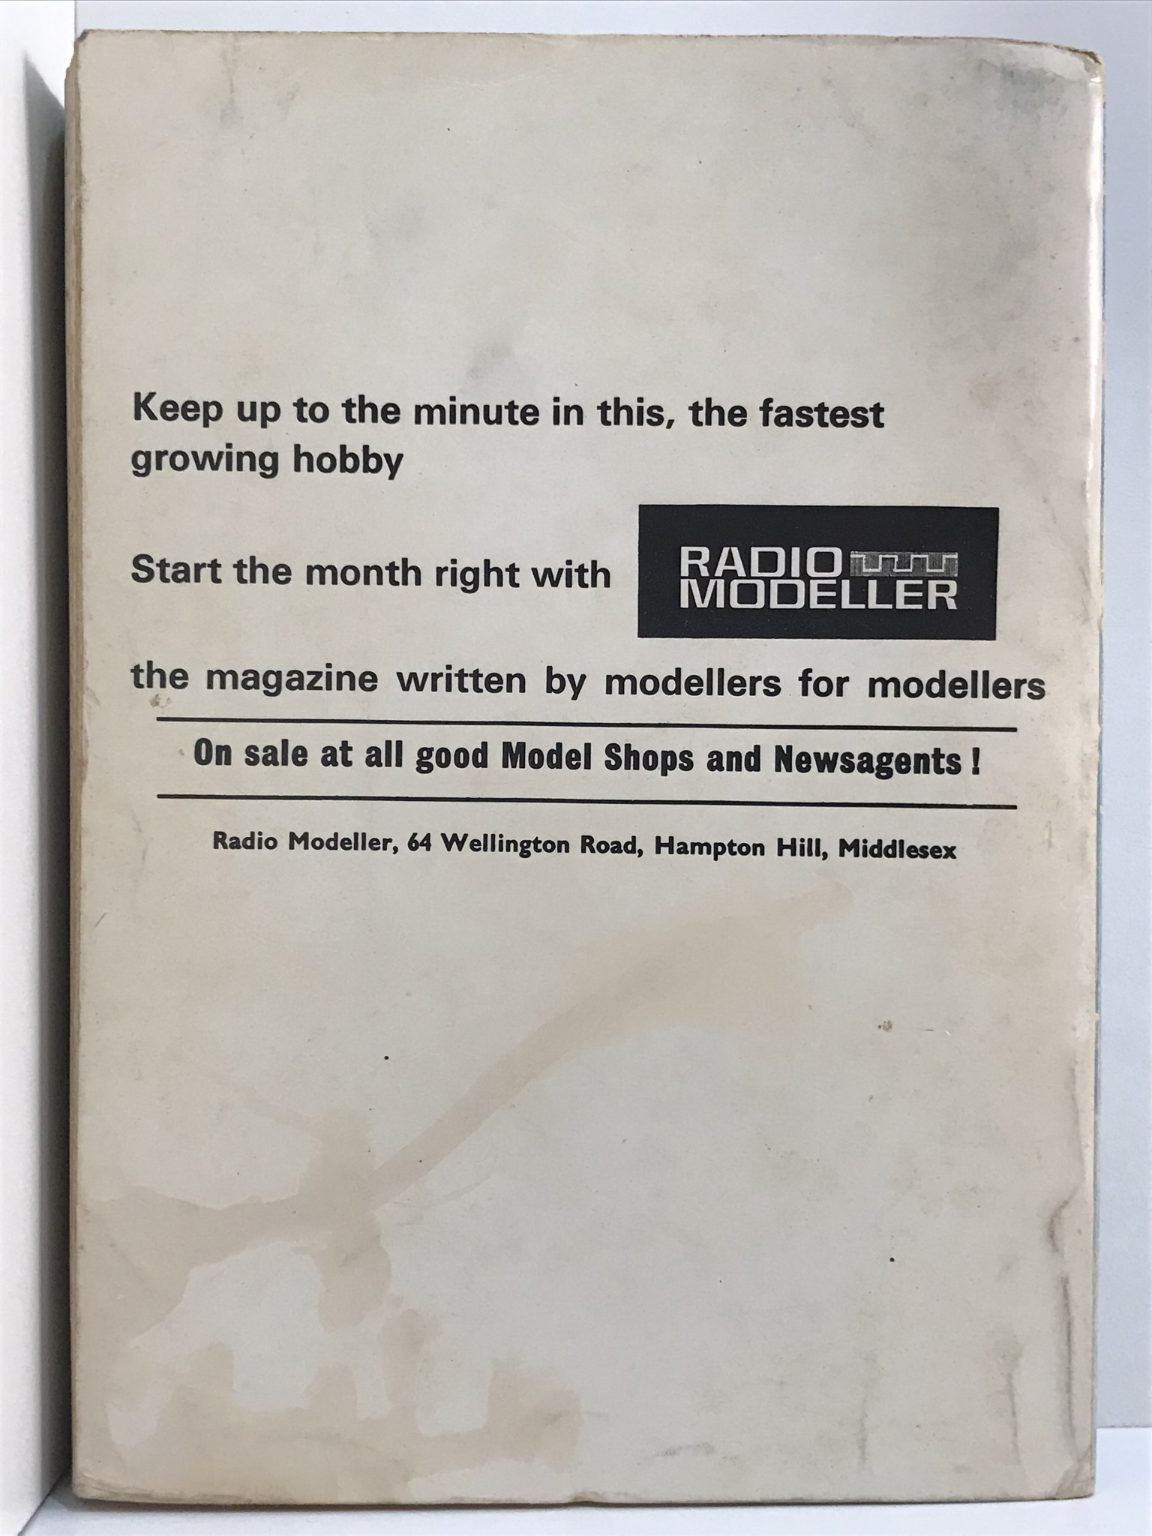 Keep up to the minute in this, the fastest
growing hobby
Start the month right with
RADIO
MODELLER
the magazine written by modellers for modellers
On sale at all good Model Shops and Newsagents !
Radio Modeller, 64 Wellington Road, Hampton Hill, Middlesex